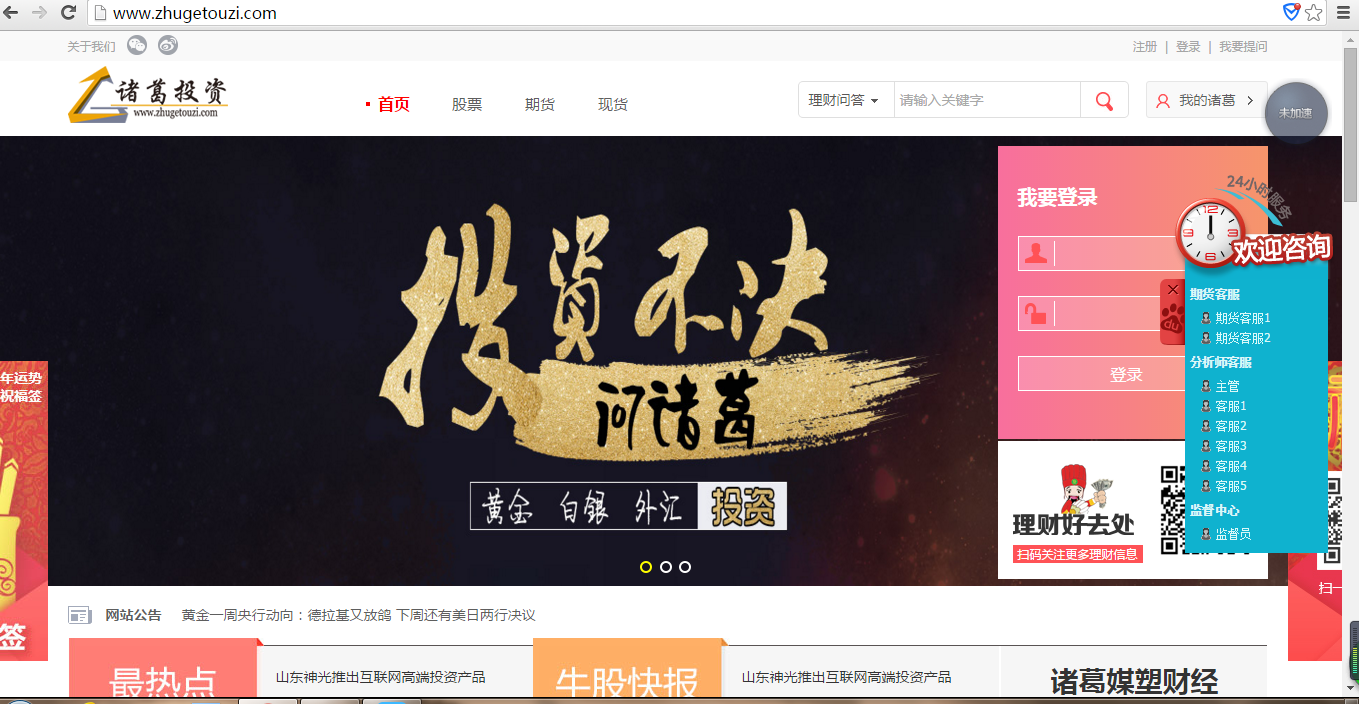 www.zhugetouzi.com
关于我们
注册 | 登录 | 我要提问
诸葛投资
www.zhugetouzi.com
首页 股票 期货 现货
理财问答 请输入关键字
我的诸葛
未加速
投資不决
问诸葛
黄金 白银 外汇 投资
我要登录
登录
24小时服务
欢迎咨询
期货客服
期货客服1
期货客服2
分析师客服
主管
客服1
客服2
客服3
客服4
客服5
监督中心
监督员
du
理财好去处
扫码关注更多理财信息
年运势
祝福签
签
扫一
网站公告 黄金一周央行动向：德拉基又放鸽 下周还有美日两行决议
最热点 山东神光推出互联网高端投资产品
牛股快报 山东神光推出互联网高端投资产品
诸葛媒塑财经